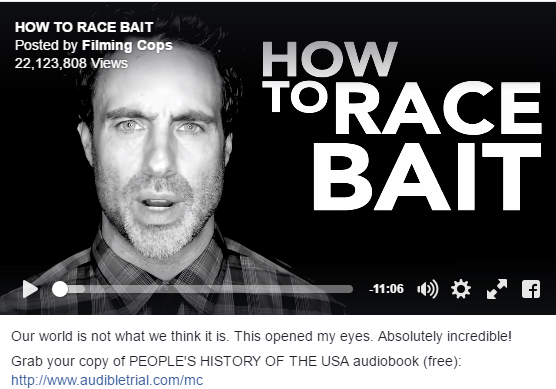 HOW TO RACE BAIT
Posted by Filming Cops
22,123,808 Views
HOW
TO RACE
BAIT
-11:06
Our world is not what we think it is. This opened my eyes. Absolutely incredible!
Grab your copy of PEOPLE'S HISTORY OF THE USA audiobook (free):
http://www.audibletrial.com/mc